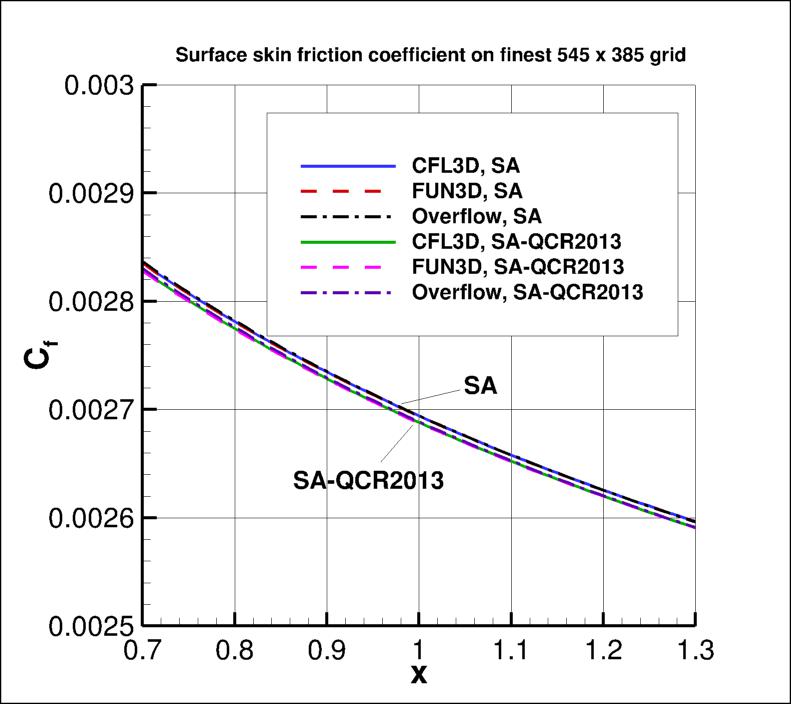 Surface skin friction coefficient on finest 545 x 385 grid
0.003
CFL3D, SA
FUN3D, SA
0.0029
Overflow, SA
CFL3D, SA-QCR2013
FUN3D, SA-QCR2013
Overflow, SA-QCR2013
0.0028
Cf
SA
0.0027
SA-QCR2013
0.0026
0.0025
0.7 0.8 0.9 1 1.1 1.2 1.3
x